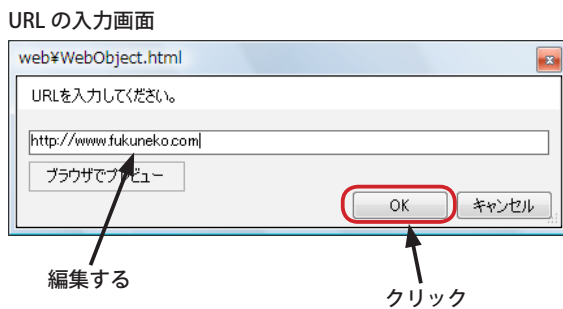 URL の入力画面
web¥WebObject.html
URLを入力してください。
http://www.fukuneko.com
ブラウザでプレビュー
OK
キャンセル
編集する
クリック